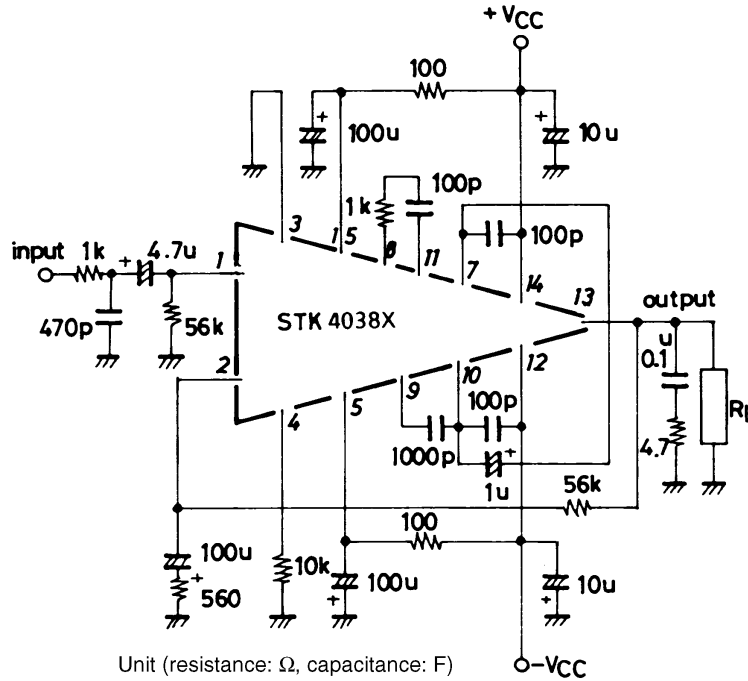 +VCC
100
+
100u
+
10u
100p
1k
3
1
5
8
11
7
100p
input
1k
+
4.7u
1
14
13
output
470p
56k
STK 4038X
u
0.1
2
9
10
12
4
5
1000p
100p
+
1u
4.7
56k
100
100u
+
560
10k
+
100u
+
10u
Unit (resistance: Ω, capacitance: F)
-VCC